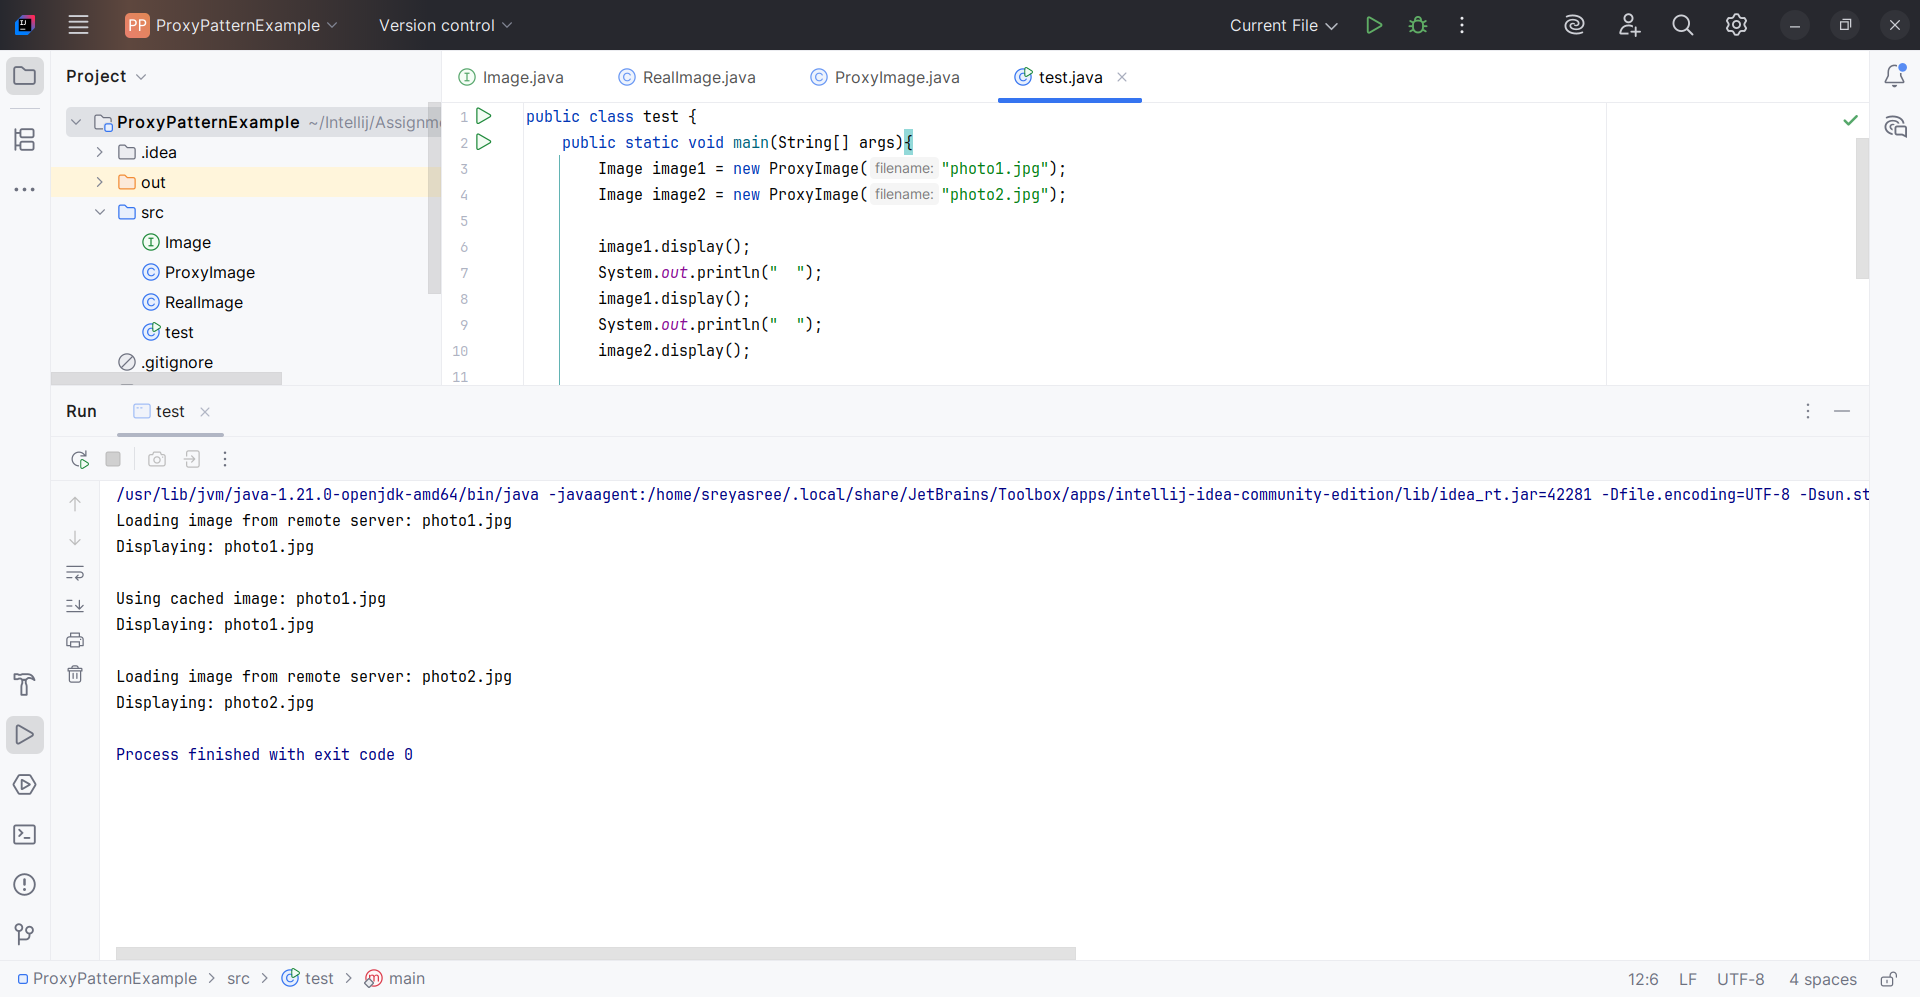 PP ProxyPatternExample Version control Current File
Project
ProxyPatternExample ~/Intellij/Assignm
.idea
out
src
Image
ProxyImage
RealImage
test
.gitignore
Image.java RealImage.java ProxyImage.java test.java
1 public class test {
2 public static void main(String[] args){
3 Image image1 = new ProxyImage( filename: "photo1.jpg");
4 Image image2 = new ProxyImage( filename: "photo2.jpg");
5
6 image1.display();
7 System.out.println("  ");
8 image1.display();
9 System.out.println("  ");
10 image2.display();
11
Run test
/usr/lib/jvm/java-1.21.0-openjdk-amd64/bin/java -javaagent:/home/sreyasree/.local/share/JetBrains/Toolbox/apps/intellij-idea-community-edition/lib/idea_rt.jar=42281 -Dfile.encoding=UTF-8 -Dsun.st
Loading image from remote server: photo1.jpg
Displaying: photo1.jpg
Using cached image: photo1.jpg
Displaying: photo1.jpg
Loading image from remote server: photo2.jpg
Displaying: photo2.jpg
Process finished with exit code 0
ProxyPatternExample > src > test > main 12:6 LF UTF-8 4 spaces